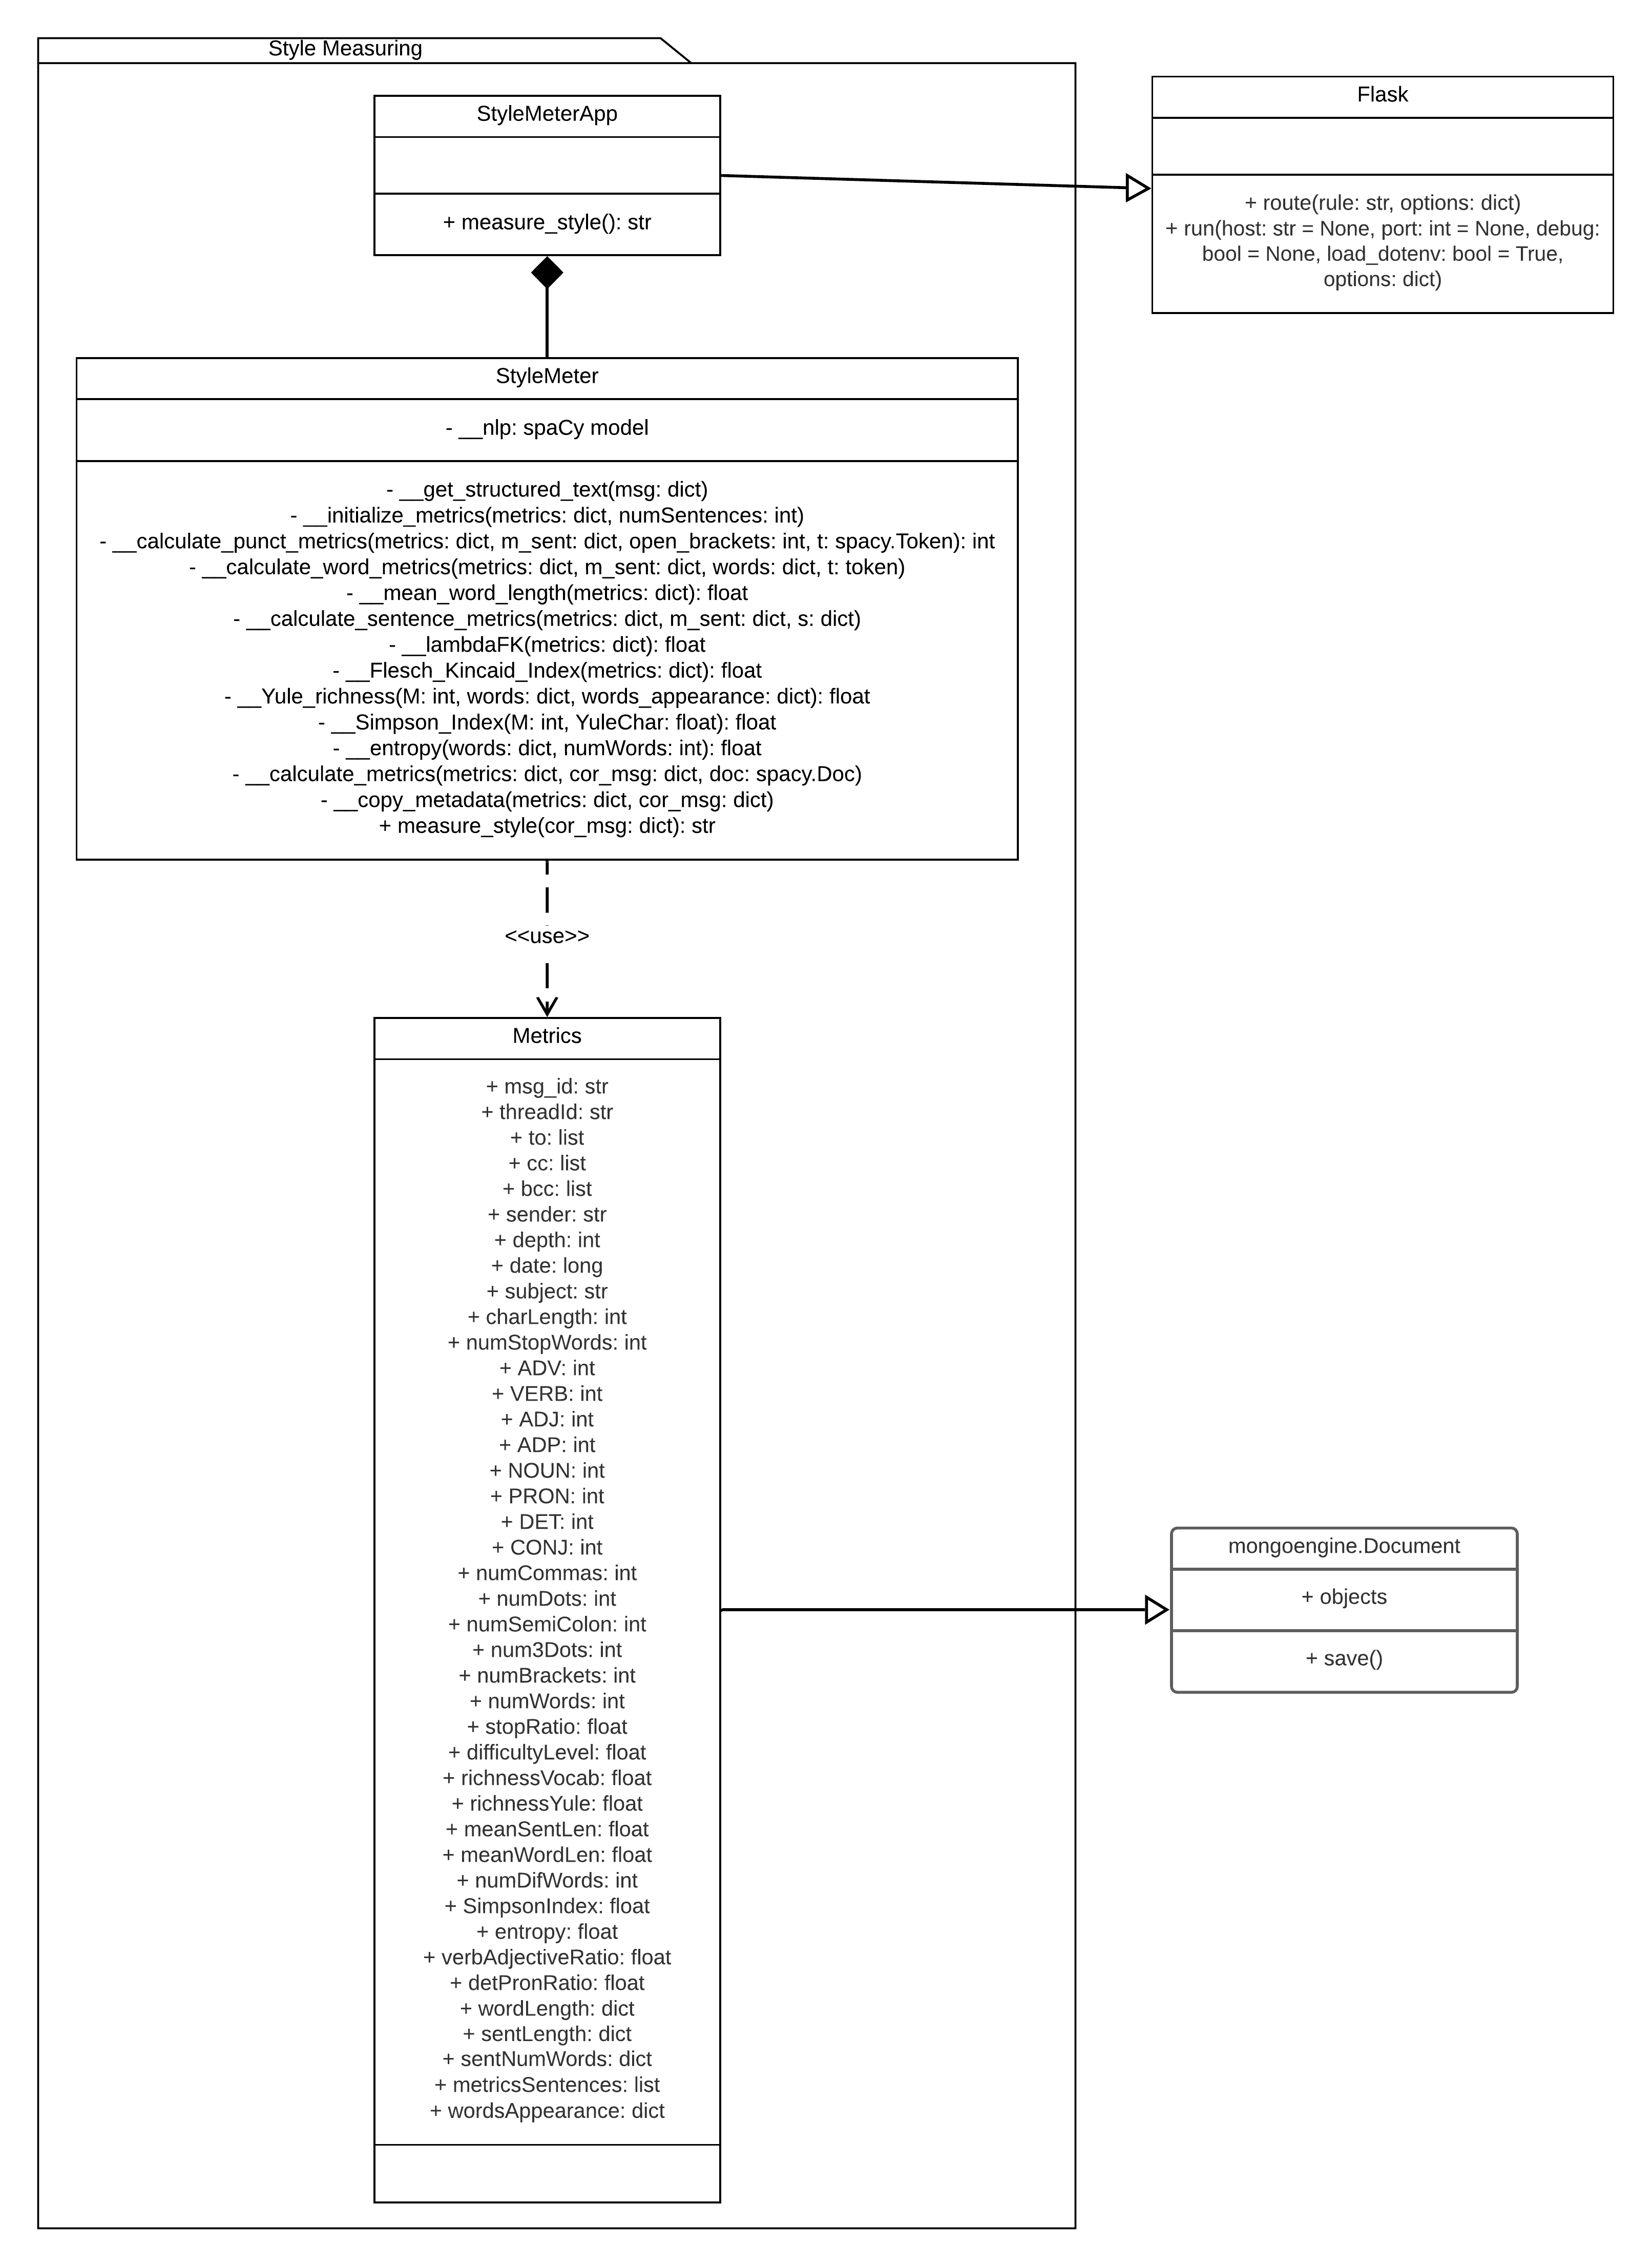 Style Measuring
StyleMeterApp
+ measure_style(): str
Flask
+ route(rule: str, options: dict)
+ run(host: str = None, port: int = None, debug:
bool = None, load_dotenv: bool = True,
options: dict)
StyleMeter
- __nlp: spaCy model
- __get_structured_text(msg: dict)
- __initialize_metrics(metrics: dict, numSentences: int)
- __calculate_punct_metrics(metrics: dict, m_sent: dict, open_brackets: int, t: spacy.Token): int
- __calculate_word_metrics(metrics: dict, m_sent: dict, words: dict, t: token)
- __mean_word_length(metrics: dict): float
- __calculate_sentence_metrics(metrics: dict, m_sent: dict, s: dict)
- __lambdaFK(metrics: dict): float
- __Flesch_Kincaid_Index(metrics: dict): float
- __Yule_richness(M: int, words: dict, words_appearance: dict): float
- __Simpson_Index(M: int, YuleChar: float): float
- __entropy(words: dict, numWords: int): float
- __calculate_metrics(metrics: dict, cor_msg: dict, doc: spacy.Doc)
- __copy_metadata(metrics: dict, cor_msg: dict)
+ measure_style(cor_msg: dict): str
<<use>>
Metrics
+ msg_id: str
+ threadId: str
+ to: list
+ cc: list
+ bcc: list
+ sender: str
+ depth: int
+ date: long
+ subject: str
+ charLength: int
+ numStopWords: int
+ ADV: int
+ VERB: int
+ ADJ: int
+ ADP: int
+ NOUN: int
+ PRON: int
+ DET: int
+ CONJ: int
+ numCommas: int
+ numDots: int
+ numSemiColon: int
+ num3Dots: int
+ numBrackets: int
+ numWords: int
+ stopRatio: float
+ difficultyLevel: float
+ richnessVocab: float
+ richnessYule: float
+ meanSentLen: float
+ meanWordLen: float
+ numDifWords: int
+ SimpsonIndex: float
+ entropy: float
+ verbAdjectiveRatio: float
+ detPronRatio: float
+ wordLength: dict
+ sentLength: dict
+ sentNumWords: dict
+ metricsSentences: list
+ wordsAppearance: dict
mongoengine.Document
+ objects
+ save()